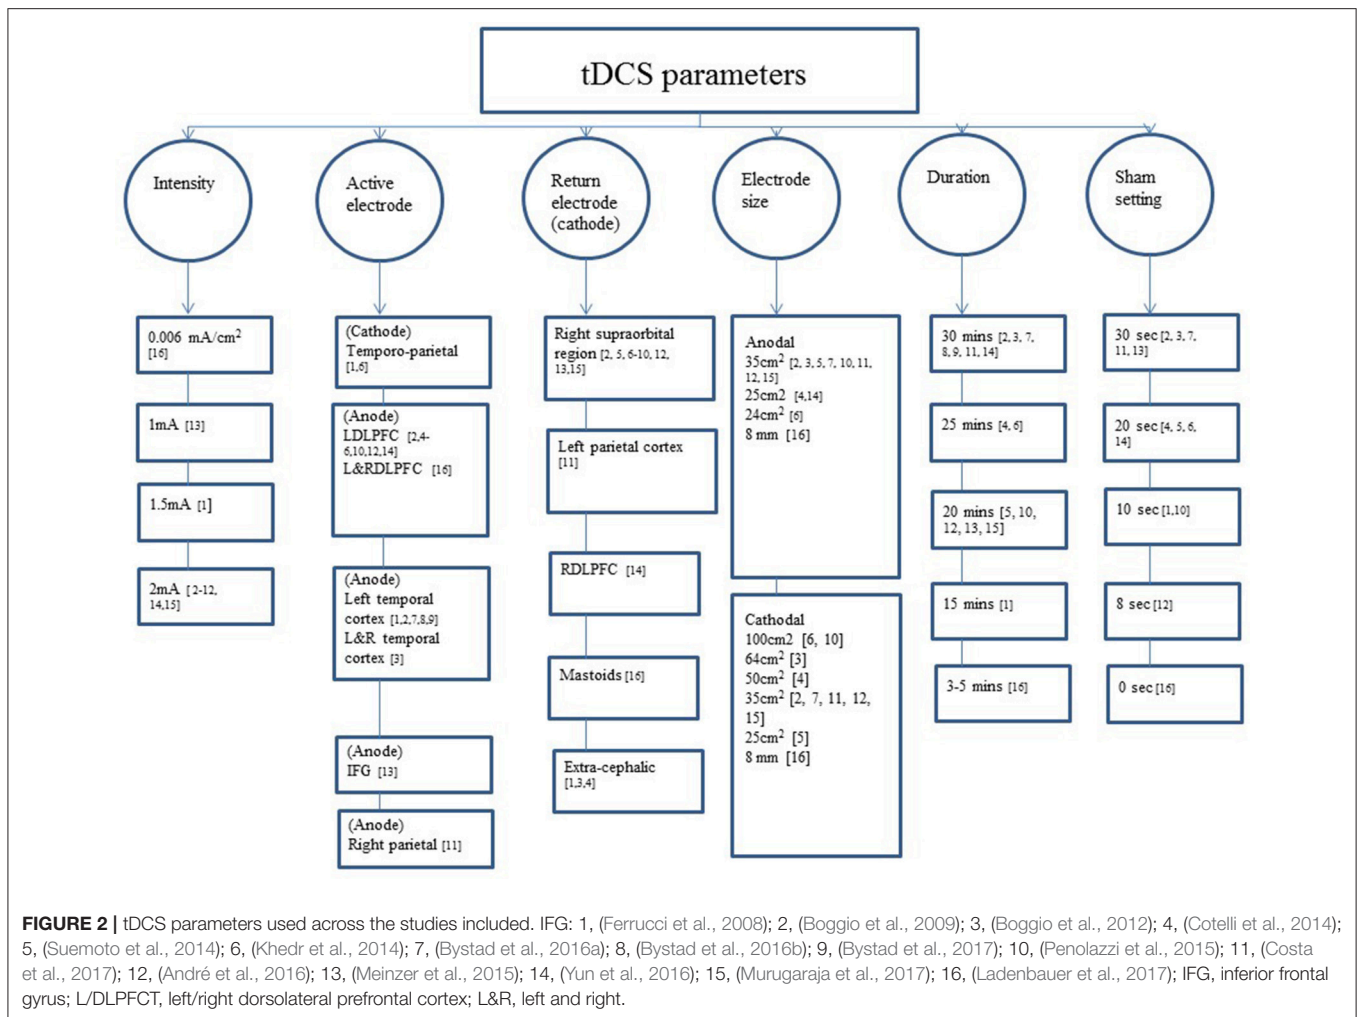 tDCS parameters
Intensity
0.006 mA/cm²
[16]
1mA [13]
1.5mA [1]
2mA [2-12,
14,15]
Active
electrode
(Cathode)
Temporo-parietal
[1,6]
(Anode)
LDLPFC [2,4-
6,10,12,14]
L&RDLPFC [16]
(Anode)
Left temporal
cortex [1,2,7,8,9]
L&R temporal
cortex [3]
(Anode)
IFG [13]
(Anode)
Right parietal [11]
Return
electrode
(cathode)
Right supraorbital
region [2, 5, 6-10, 12,
13,15]
Left parietal cortex
[11]
RDLPFC [14]
Mastoids [16]
Extra-cephalic
[1,3,4]
Electrode
size
Anodal
35cm² [2, 3, 5, 7, 10, 11,
12, 15]
25cm2 [4,14]
24cm² [6]
8 mm [16]
Cathodal
100cm2 [6, 10]
64cm² [3]
50cm² [4]
35cm² [2, 7, 11, 12,
15]
25cm² [5]
8 mm [16]
Duration
30 mins [2, 3, 7,
8, 9, 11, 14]
25 mins [4, 6]
20 mins [5, 10,
12, 13, 15]
15 mins [1]
3-5 mins [16]
Sham
setting
30 sec [2, 3, 7,
11, 13]
20 sec [4, 5, 6,
14]
10 sec [1,10]
8 sec [12]
0 sec [16]
FIGURE 2 | tDCS parameters used across the studies included. IFG: 1, (Ferrucci et al., 2008); 2, (Boggio et al., 2009); 3, (Boggio et al., 2012); 4, (Cotelli et al., 2014);
5, (Suemoto et al., 2014); 6, (Khedr et al., 2014); 7, (Bystad et al., 2016a); 8, (Bystad et al., 2016b); 9, (Bystad et al., 2017); 10, (Penolazzi et al., 2015); 11, (Costa
et al., 2017); 12, (André et al., 2016); 13, (Meinzer et al., 2015); 14, (Yun et al., 2016); 15, (Murugaraja et al., 2017); 16, (Ladenbauer et al., 2017); IFG, inferior frontal
gyrus; L/DLPFCT, left/right dorsolateral prefrontal cortex; L&R, left and right.